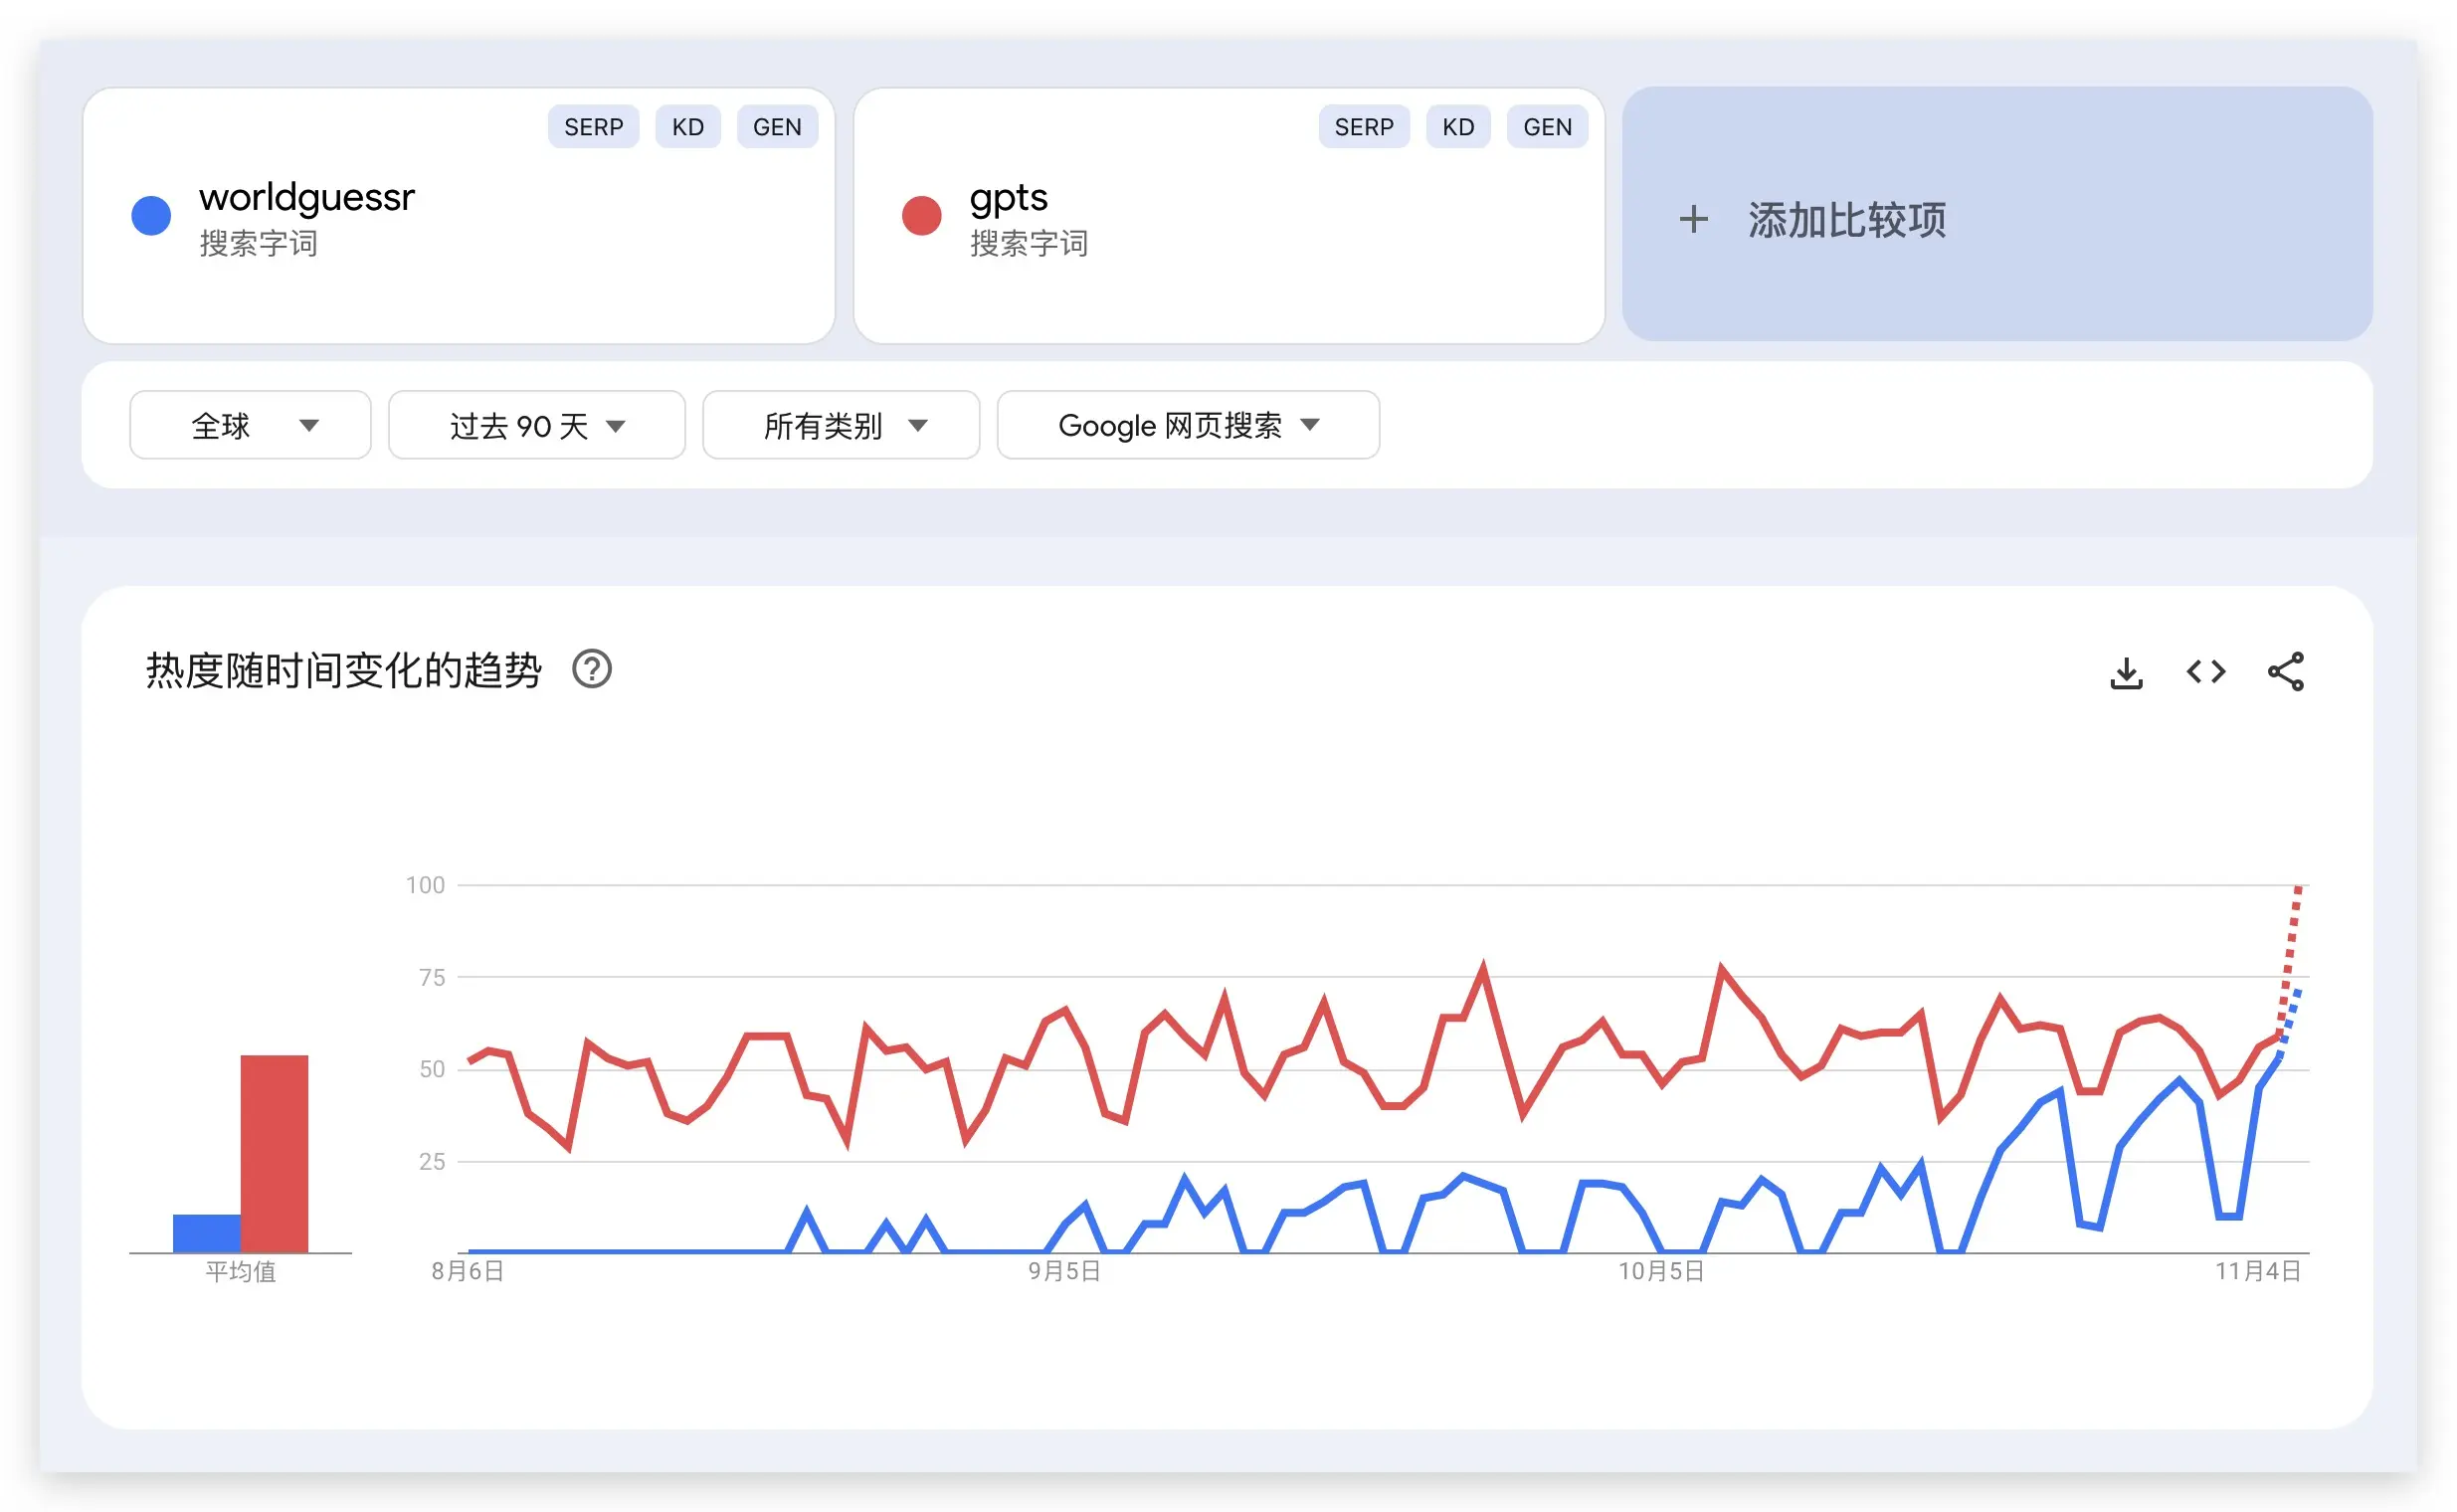 SERP KD GEN
worldguessr
搜索字词
SERP KD GEN
gpts
搜索字词
+ 添加比较项
全球
过去 90 天
所有类别
Google 网页搜索
热度随时间变化的趋势
100
75
50
25
平均值
8月6日
9月5日
10月5日
11月4日